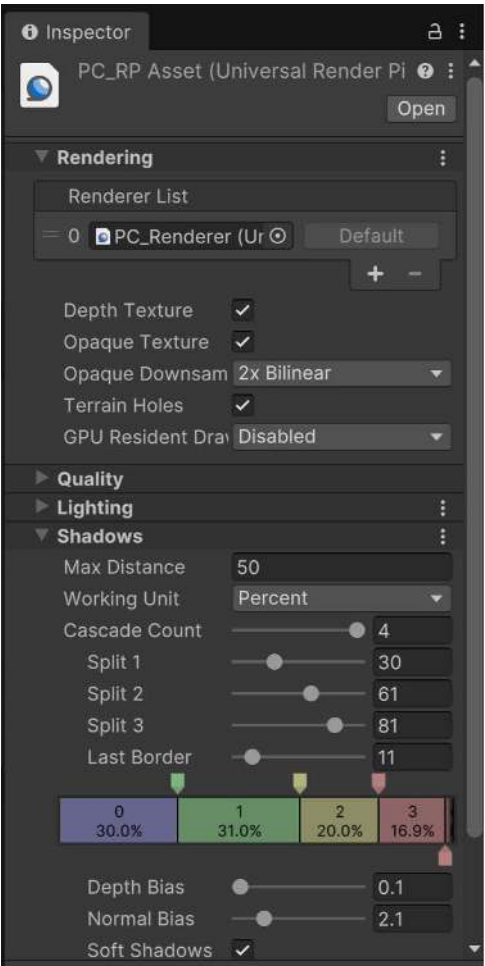 Inspector
PC_RP Asset (Universal Render Pi
Open
Rendering
Renderer List
0 PC_Renderer (Ur Default
+ −
Depth Texture
Opaque Texture
Opaque Downsam 2x Bilinear
Terrain Holes
GPU Resident Dra Disabled
Quality
Lighting
Shadows
Max Distance 50
Working Unit Percent
Cascade Count 4
Split 1 30
Split 2 61
Split 3 81
Last Border 11
0 1 2 3
30.0% 31.0% 20.0% 16.9%
Depth Bias 0.1
Normal Bias 2.1
Soft Shadows